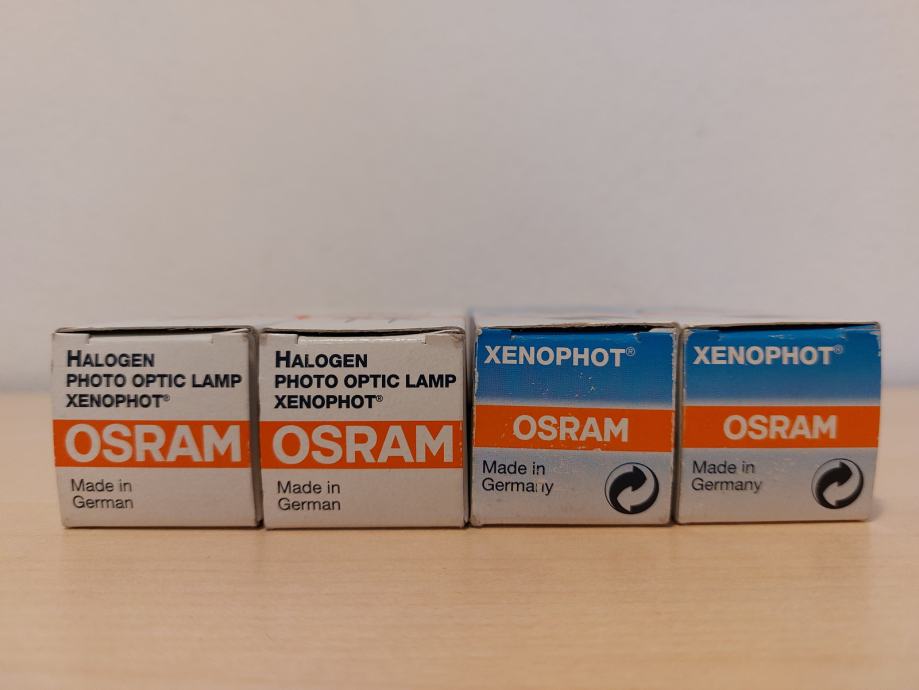 HALOGEN
PHOTO OPTIC LAMP
XENOPHOT®
OSRAM
Made in
German
HALOGEN
PHOTO OPTIC LAMP
XENOPHOT®
OSRAM
Made in
German
XENOPHOT®
OSRAM
Made in
Germany
XENOPHOT®
OSRAM
Made in
Germany